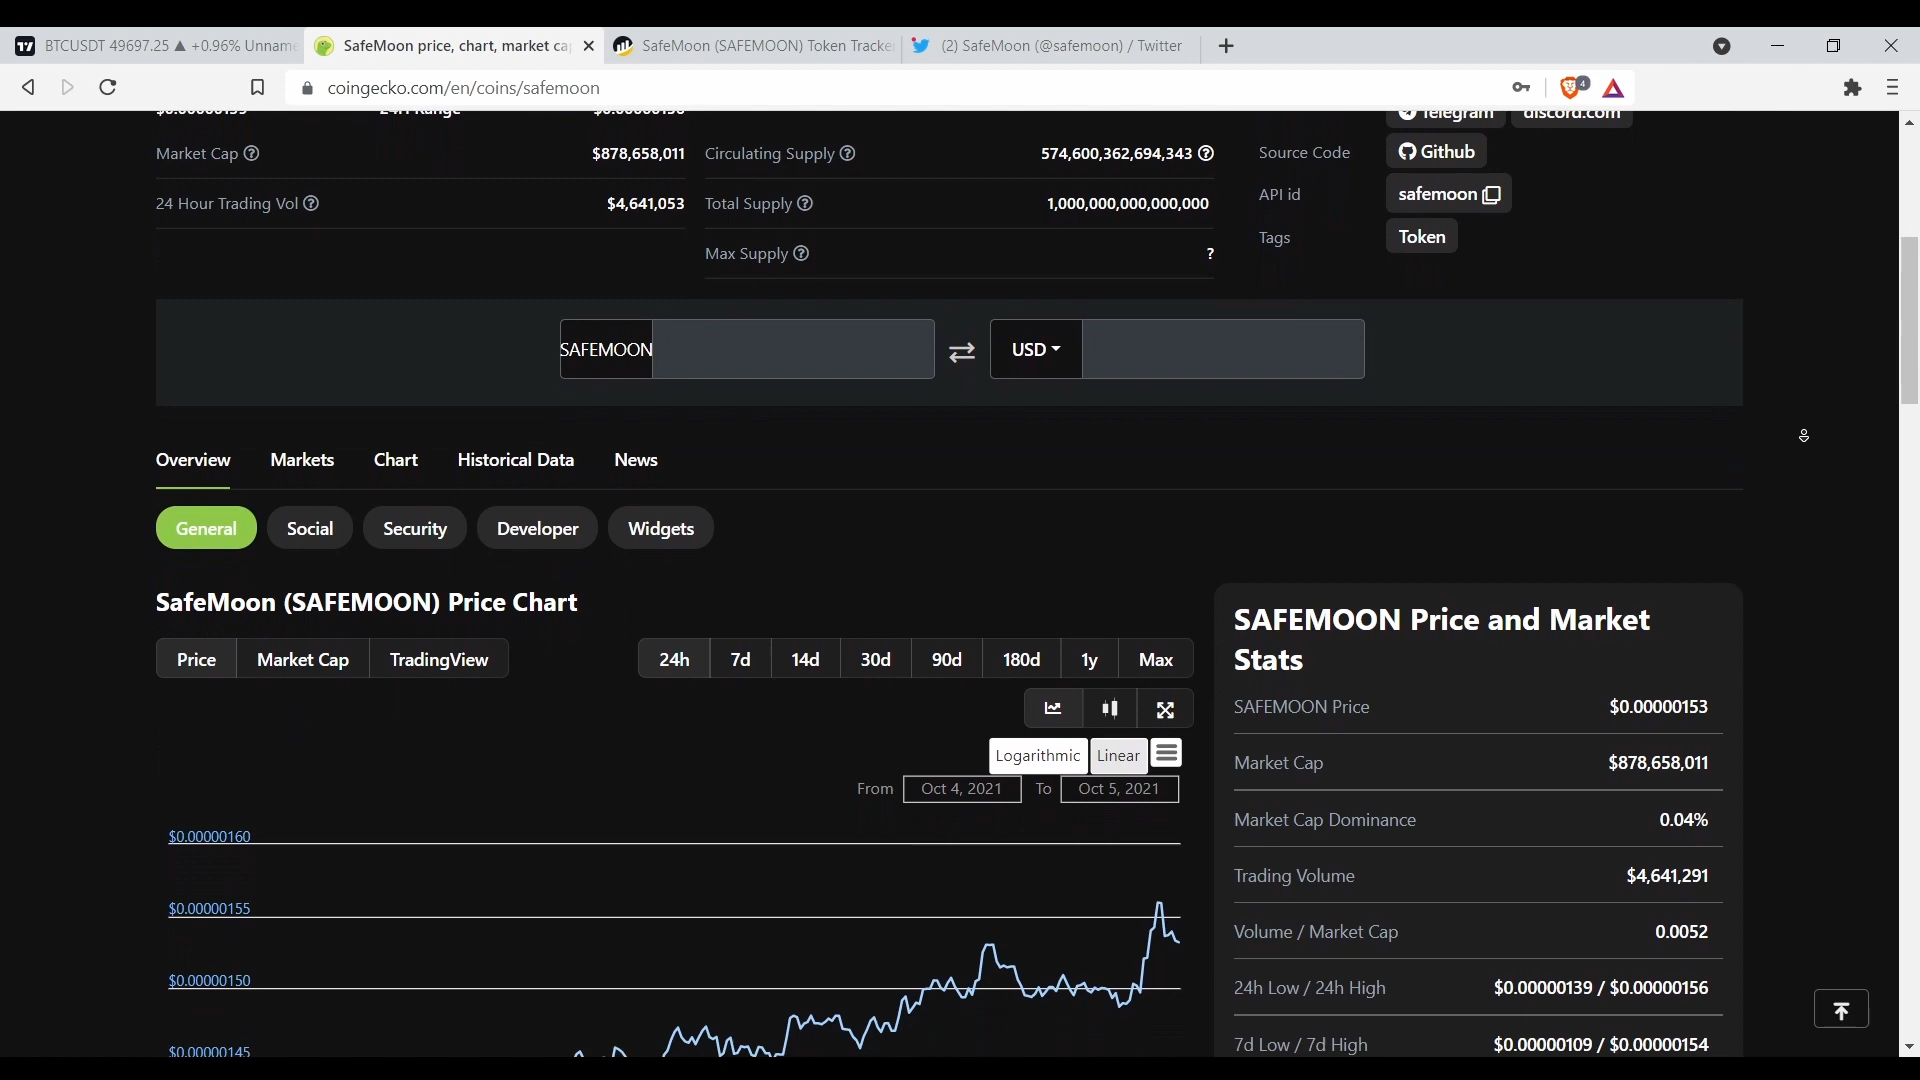 BTCUSDT 49697.25 ▲ +0.96% Unname
SafeMoon price, chart, market ca
SafeMoon (SAFEMOON) Token Tracke
(2) SafeMoon (@safemoon) / Twitter
coingecko.com/en/coins/safemoon
4
24H Range
Telegram
discord.com
Market Cap
$878,658,011
Circulating Supply
574,600,362,694,343
Source Code
Github
24 Hour Trading Vol
$4,641,053
Total Supply
1,000,000,000,000,000
API id
safemoon
Max Supply
?
Tags
Token
SAFEMOON
USD
Overview
Markets
Chart
Historical Data
News
General
Social
Security
Developer
Widgets
SafeMoon (SAFEMOON) Price Chart
Price
Market Cap
TradingView
24h
7d
14d
30d
90d
180d
1y
Max
Logarithmic
Linear
From
Oct 4, 2021
To
Oct 5, 2021
$0.00000160
$0.00000155
$0.00000150
$0.00000145
SAFEMOON Price and Market
Stats
SAFEMOON Price
$0.00000153
Market Cap
$878,658,011
Market Cap Dominance
0.04%
Trading Volume
$4,641,291
Volume / Market Cap
0.0052
24h Low / 24h High
$0.00000139 / $0.00000156
7d Low / 7d High
$0.00000109 / $0.00000154